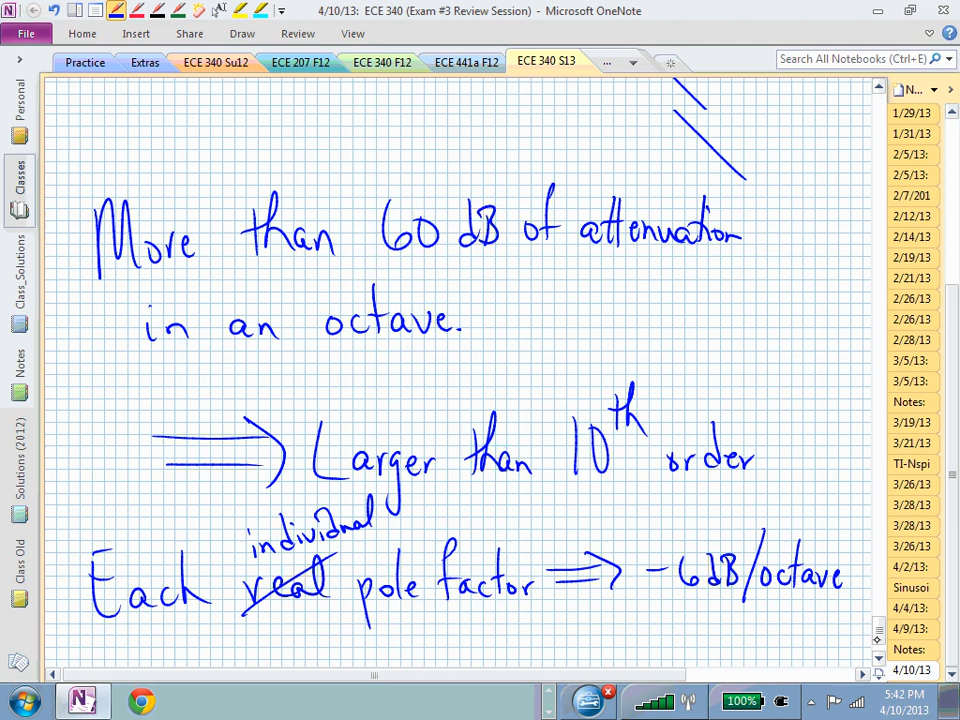 4/10/13: ECE 340 (Exam #3 Review Session) - Microsoft OneNote
File Home Insert Share Draw Review View
Practice Extras ECE 340 Su12 ECE 207 F12 ECE 340 F12 ECE 441a F12 ECE 340 S13 ... Search All Notebooks (Ctrl+E)
Personal
Classes
Class_Solutions
Notes
Solutions (2012)
Class Old
More than 60 dB of attenuation
in an octave.
⇒ Larger than 10th order
individual
Each real pole factor ⇒ -6dB/octave
N...
1/29/13
1/31/13
2/5/13:
2/5/13:
2/7/201
2/12/13
2/14/13
2/19/13
2/21/13
2/26/13
2/26/13
2/28/13
3/5/13:
3/5/13:
Notes:
3/19/13
3/21/13
TI-Nspi
3/26/13
3/28/13
3/28/13
3/26/13
4/2/13:
Sinusoi
4/4/13:
4/9/13:
Notes:
4/10/13
100%
5:42 PM
4/10/2013